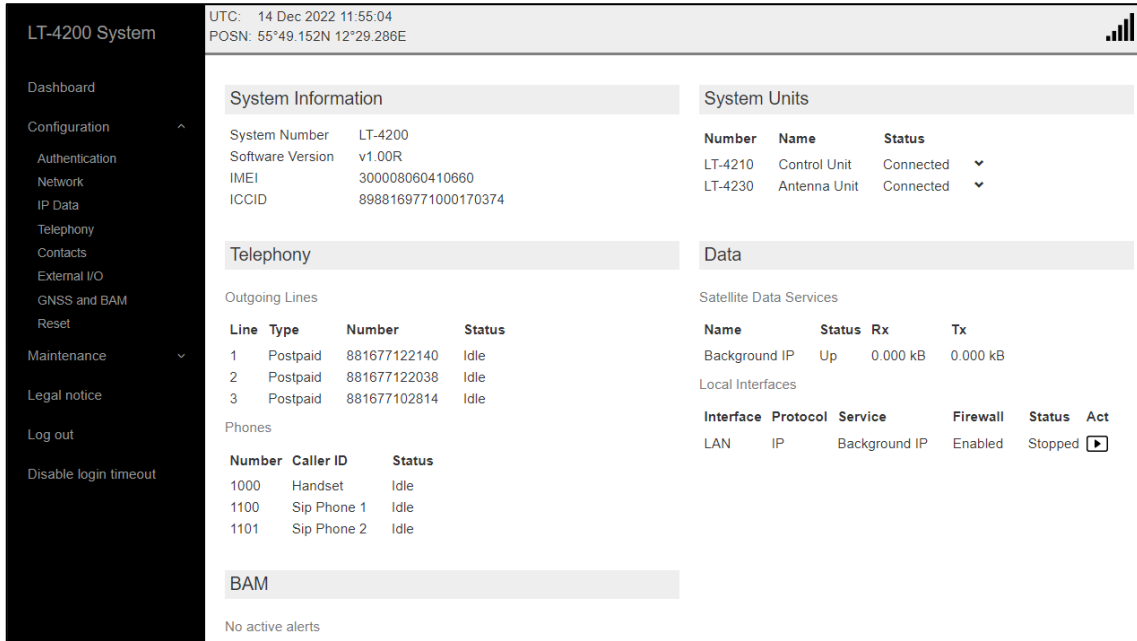 LT-4200 System
UTC: 14 Dec 2022 11:55:04
POSN: 55°49.152N 12°29.286E
Dashboard
Configuration
Authentication
Network
IP Data
Telephony
Contacts
External I/O
GNSS and BAM
Reset
Maintenance
Legal notice
Log out
Disable login timeout
System Information
System Number LT-4200
Software Version v1.00R
IMEI 300008060410660
ICCID 8988169771000170374
System Units
Number Name Status
LT-4210 Control Unit Connected
LT-4230 Antenna Unit Connected
Telephony
Outgoing Lines
Line Type Number Status
1 Postpaid 881677122140 Idle
2 Postpaid 881677122038 Idle
3 Postpaid 881677102814 Idle
Phones
Number Caller ID Status
1000 Handset Idle
1100 Sip Phone 1 Idle
1101 Sip Phone 2 Idle
Data
Satellite Data Services
Name Status Rx Tx
Background IP Up 0.000 kB 0.000 kB
Local Interfaces
Interface Protocol Service Firewall Status Act
LAN IP Background IP Enabled Stopped
BAM
No active alerts